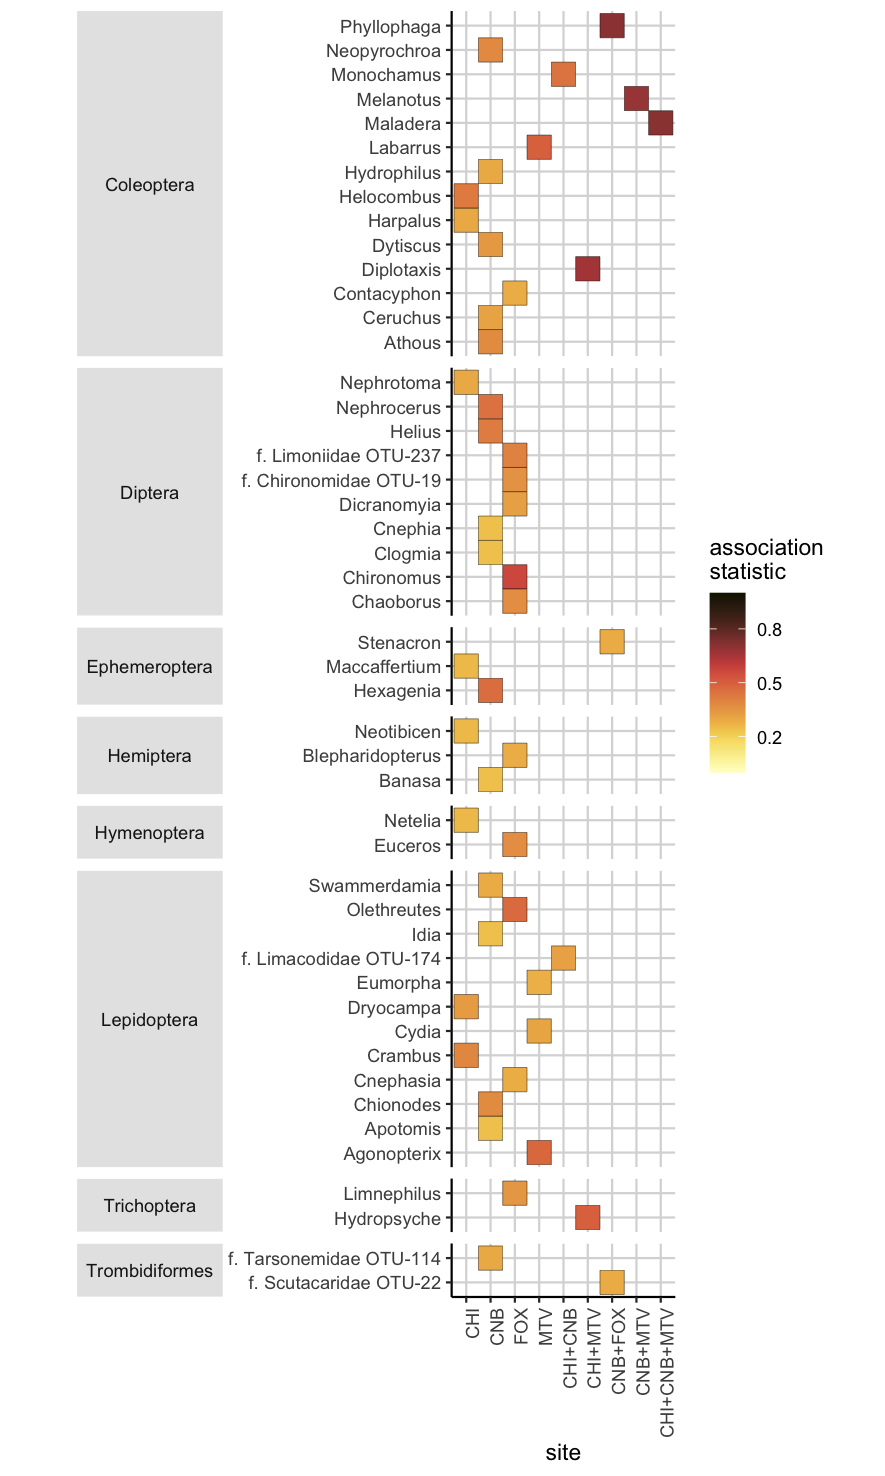 Coleoptera
Phyllophaga
Neopyrochroa
Monochamus
Melanotus
Maladera
Labarrus
Hydrophilus
Helocombus
Harpalus
Dytiscus
Diplotaxis
Contacyphon
Ceruchus
Athous
Diptera
Nephrotoma
Nephrocerus
Helius
f. Limoniidae OTU-237
f. Chironomidae OTU-19
Dicranomyia
Cnephia
Clogmia
Chironomus
Chaoborus
Ephemeroptera
Stenacron
Maccaffertium
Hexagenia
Hemiptera
Neotibicen
Blepharidopterus
Banasa
Hymenoptera
Netelia
Euceros
Lepidoptera
Swammerdamia
Olethreutes
Idia
f. Limacodidae OTU-174
Eumorpha
Dryocampa
Cydia
Crambus
Cnephasia
Chionodes
Apotomis
Agonopterix
Trichoptera
Limnephilus
Hydropsyche
Trombidiformes
f. Tarsonemidae OTU-114
f. Scutacaridae OTU-22
CHI
CNB
FOX
MTV
CHI+CNB
CHI+MTV
CNB+FOX
CNB+MTV
CHI+CNB+MTV
site
association
statistic
0.8
0.5
0.2